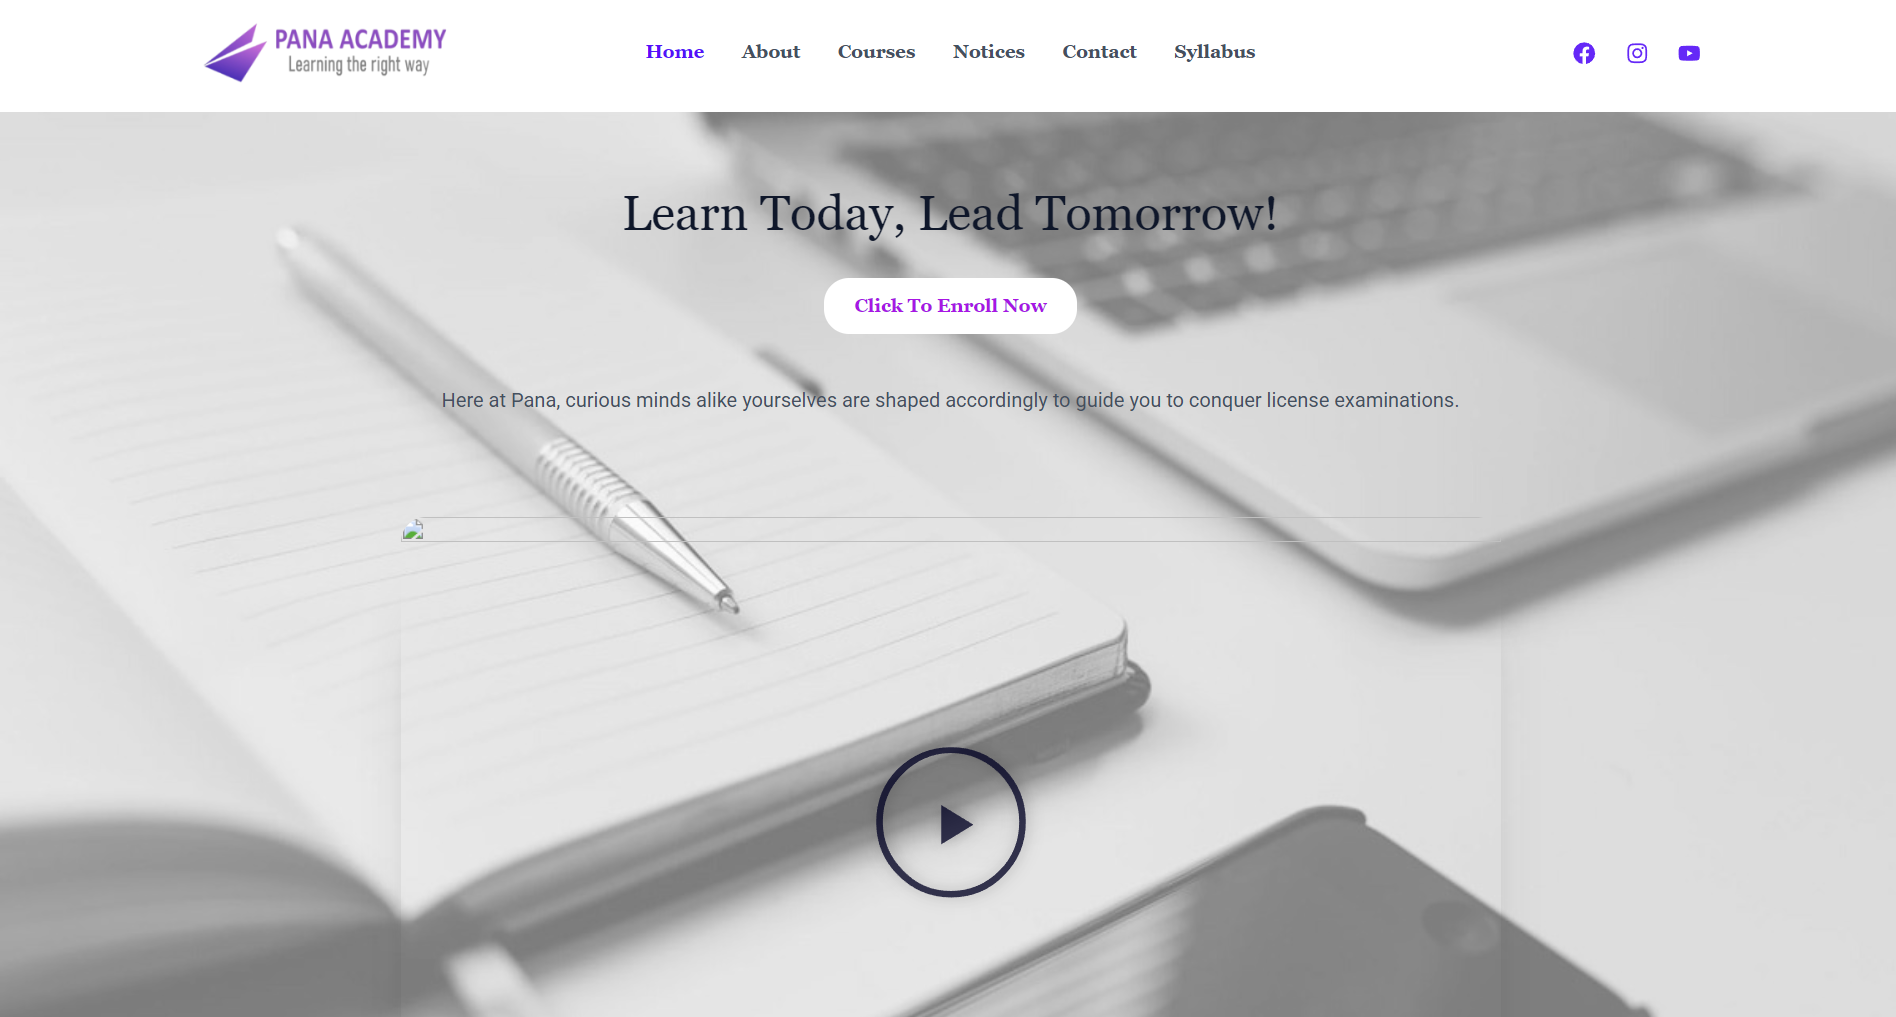 PANA ACADEMY
Learning the right way
Home About Courses Notices Contact Syllabus
Learn Today, Lead Tomorrow!
Click To Enroll Now
Here at Pana, curious minds alike yourselves are shaped accordingly to guide you to conquer license examinations.